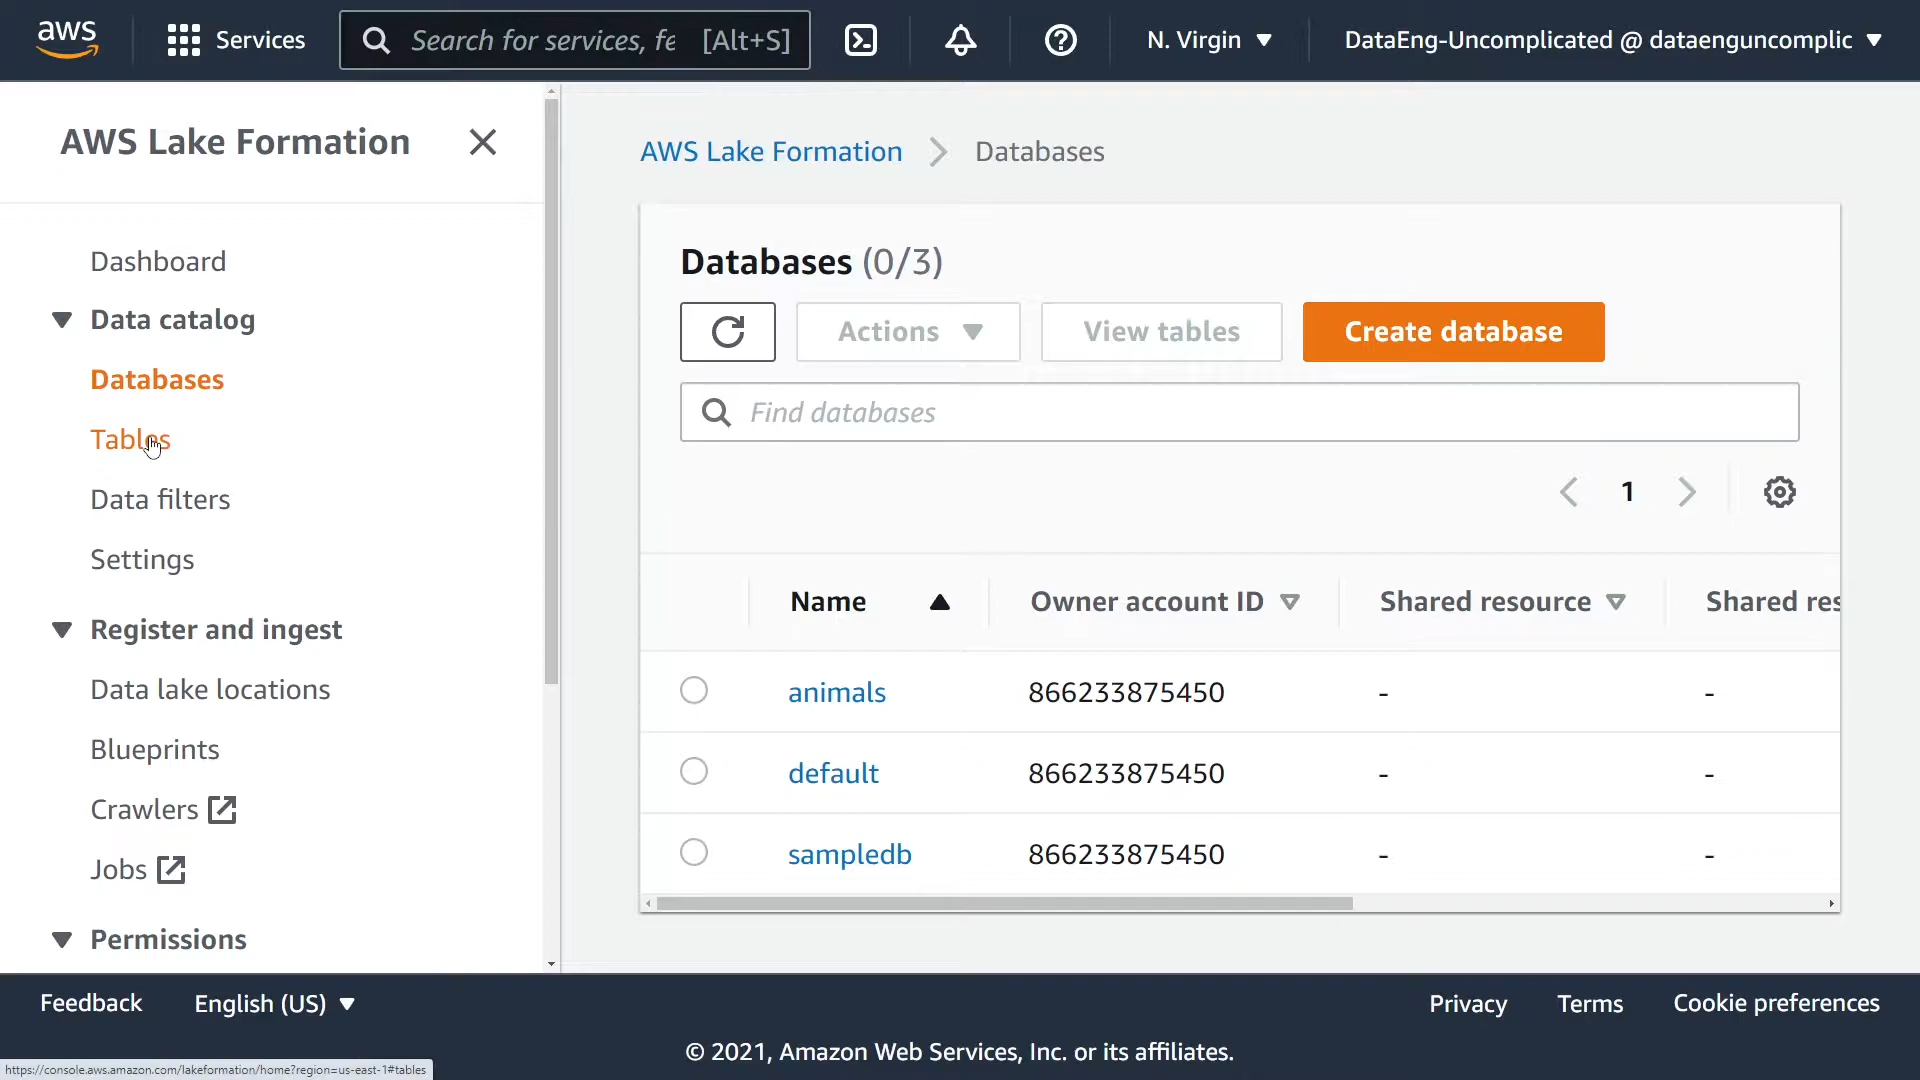 aws
Services
Search for services, fe [Alt+S]
N. Virgin
DataEng-Uncomplicated @ dataenguncomplic
AWS Lake Formation
Dashboard
Data catalog
Databases
Tables
Data filters
Settings
Register and ingest
Data lake locations
Blueprints
Crawlers
Jobs
Permissions
AWS Lake Formation > Databases
Databases (0/3)
Actions
View tables
Create database
Find databases
1
Name Owner account ID Shared resource Shared res
animals 866233875450 - -
default 866233875450 - -
sampledb 866233875450 - -
Feedback English (US)
Privacy Terms Cookie preferences
© 2021, Amazon Web Services, Inc. or its affiliates.
https://console.aws.amazon.com/lakeformation/home?region=us-east-1#tables